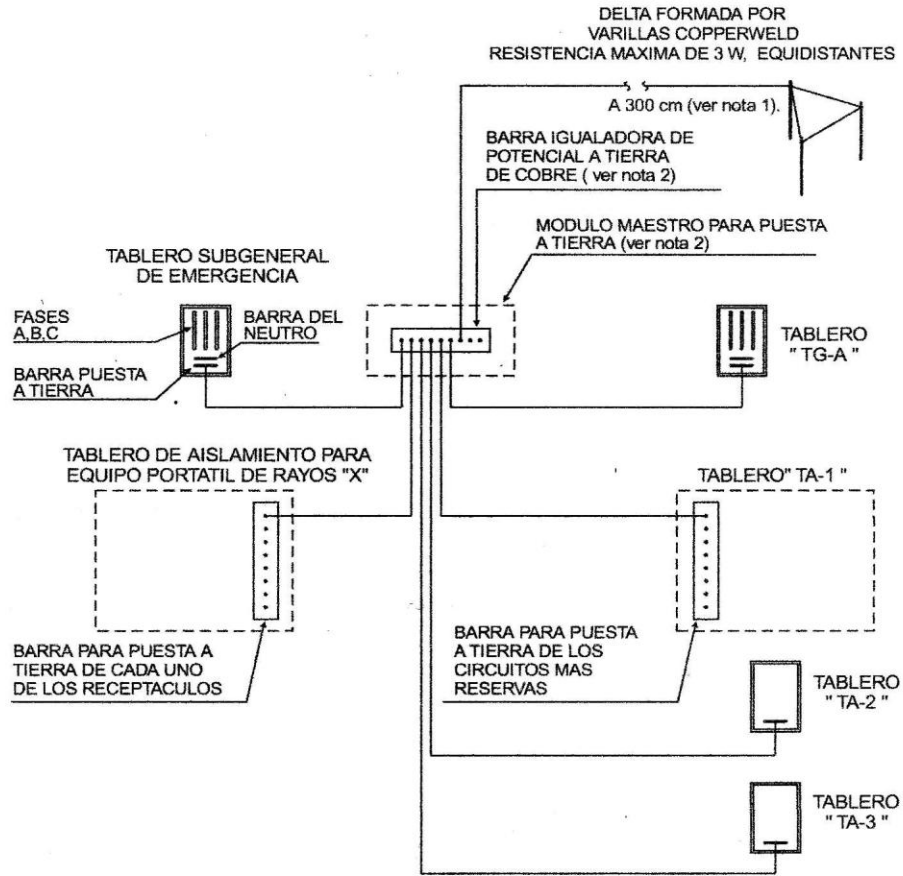 DELTA FORMADA POR
VARILLAS COPPERWELD
RESISTENCIA MAXIMA DE 3 W, EQUIDISTANTES
A 300 cm (ver nota 1).
BARRA IGUALADORA DE
POTENCIAL A TIERRA
DE COBRE ( ver nota 2)
MODULO MAESTRO PARA PUESTA
A TIERRA (ver nota 2)
TABLERO SUBGENERAL
DE EMERGENCIA
FASES
A,B,C
BARRA DEL
NEUTRO
BARRA PUESTA
A TIERRA
TABLERO
" TG-A "
TABLERO DE AISLAMIENTO PARA
EQUIPO PORTATIL DE RAYOS "X"
TABLERO" TA-1 "
BARRA PARA PUESTA A
TIERRA DE CADA UNO
DE LOS RECEPTACULOS
BARRA PARA PUESTA
A TIERRA DE LOS
CIRCUITOS MAS
RESERVAS
TABLERO
" TA-2 "
TABLERO
" TA-3 "